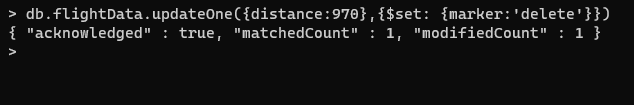 > db.flightData.updateOne({distance:970},{$set: {marker:'delete'}})
{ "acknowledged" : true, "matchedCount" : 1, "modifiedCount" : 1 }
>